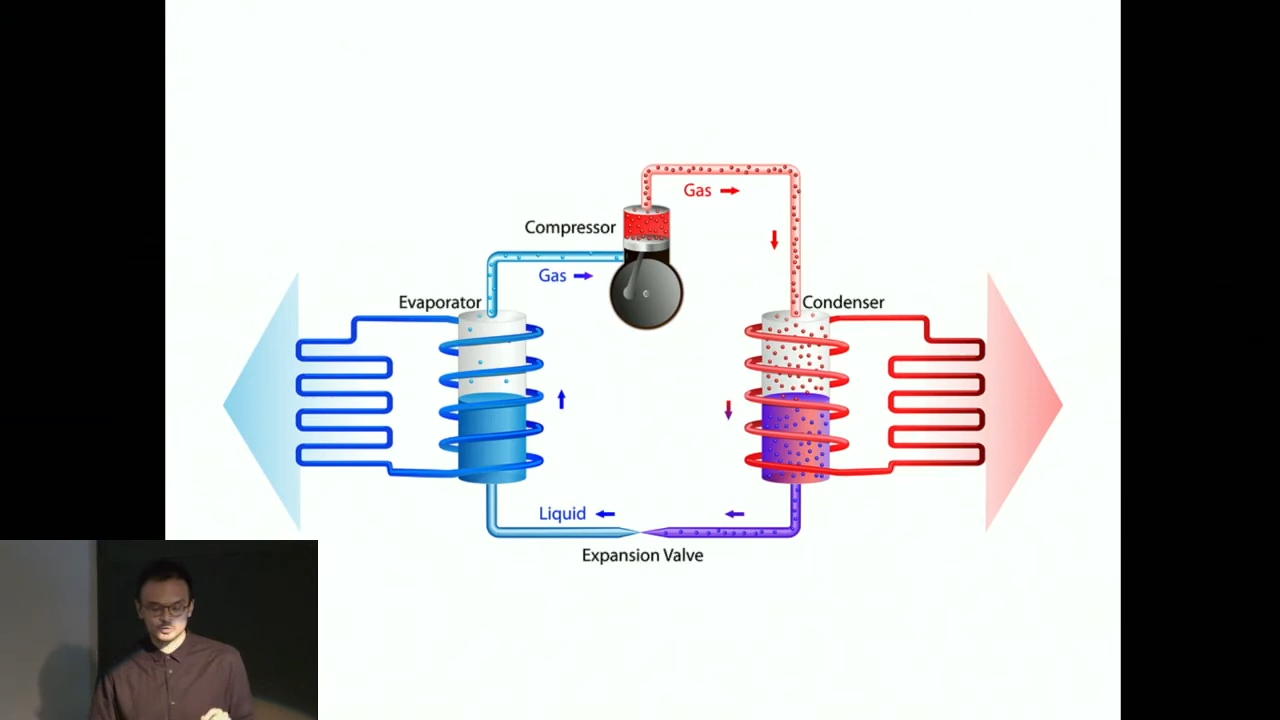 Gas
Compressor
Gas
Evaporator
Condenser
Liquid
Expansion Valve